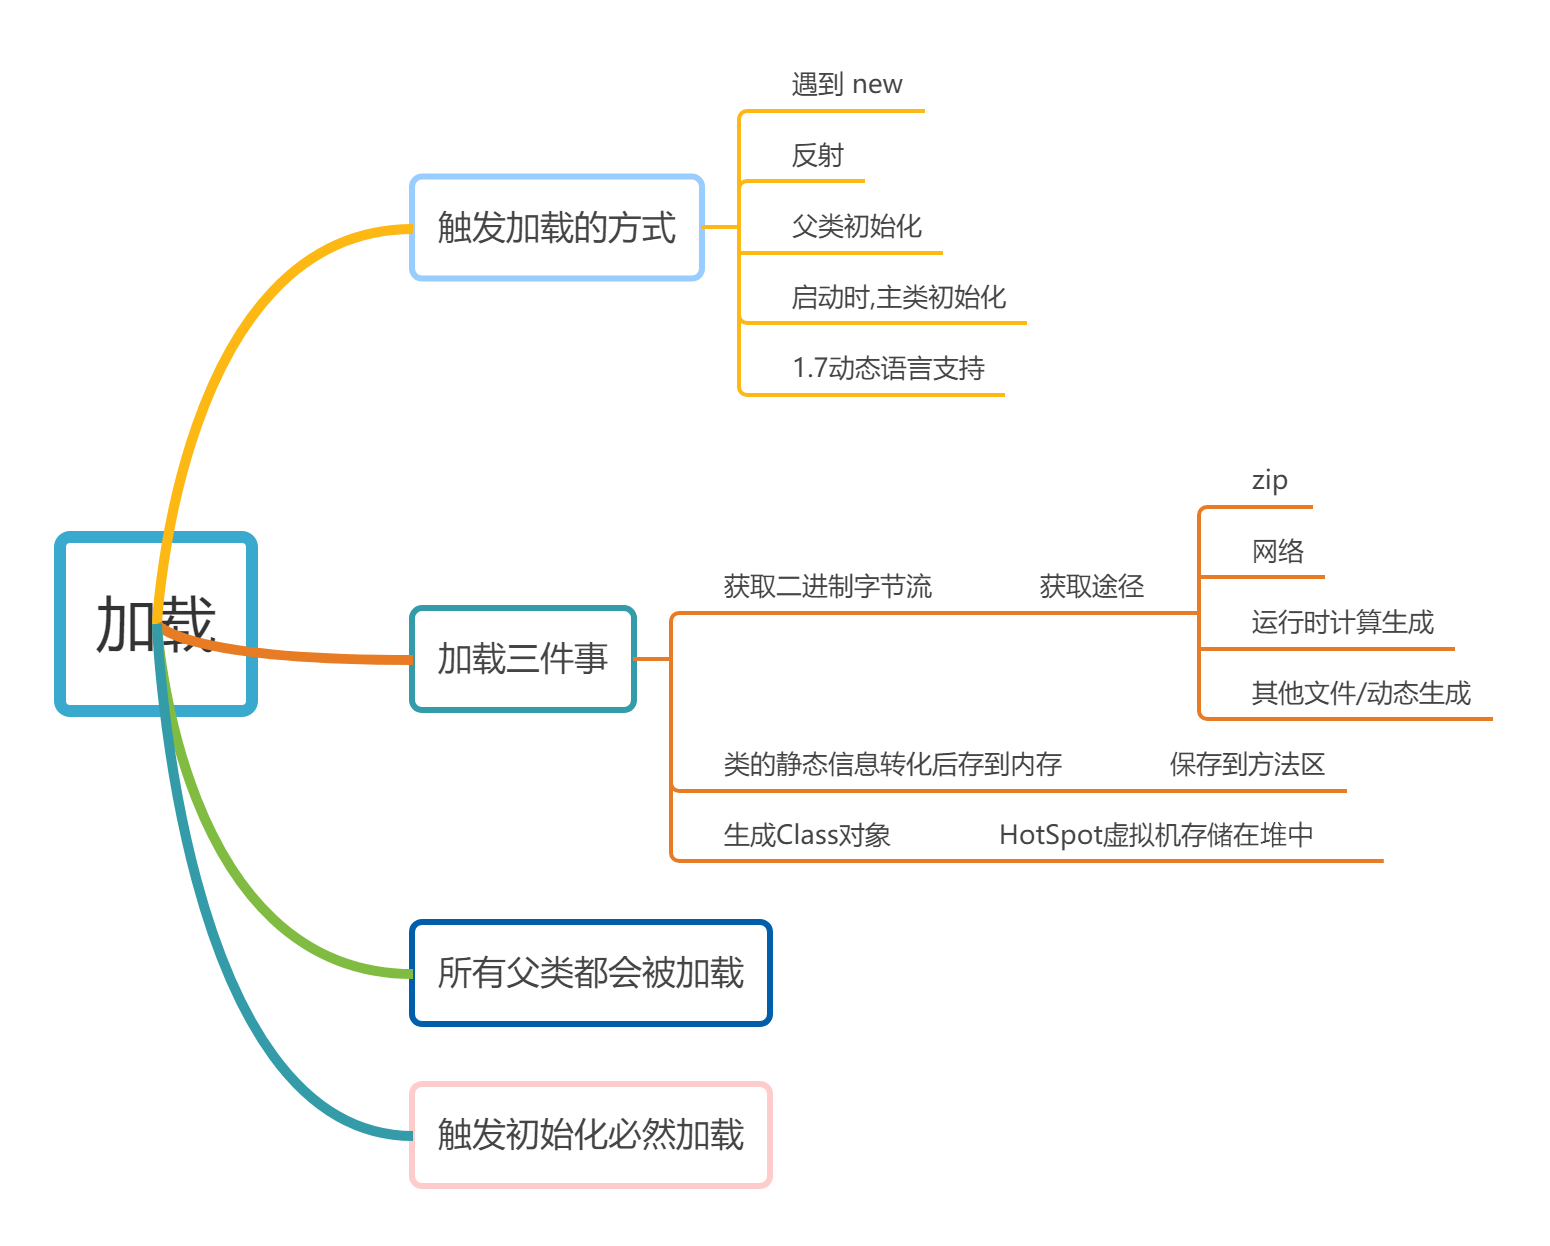 加载
触发加载的方式
遇到 new
反射
父类初始化
启动时,主类初始化
1.7动态语言支持
加载三件事
获取二进制字节流
获取途径
zip
网络
运行时计算生成
其他文件/动态生成
类的静态信息转化后存到内存
保存到方法区
生成Class对象
HotSpot虚拟机存储在堆中
所有父类都会被加载
触发初始化必然加载